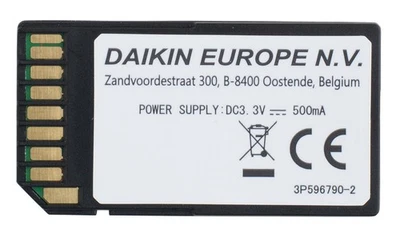 DAIKIN EUROPE N.V.
Zandvoordestraat 300, B-8400 Oostende, Belgium
POWER SUPPLY:DC3.3V⎓500mA
CE
3P596790-2